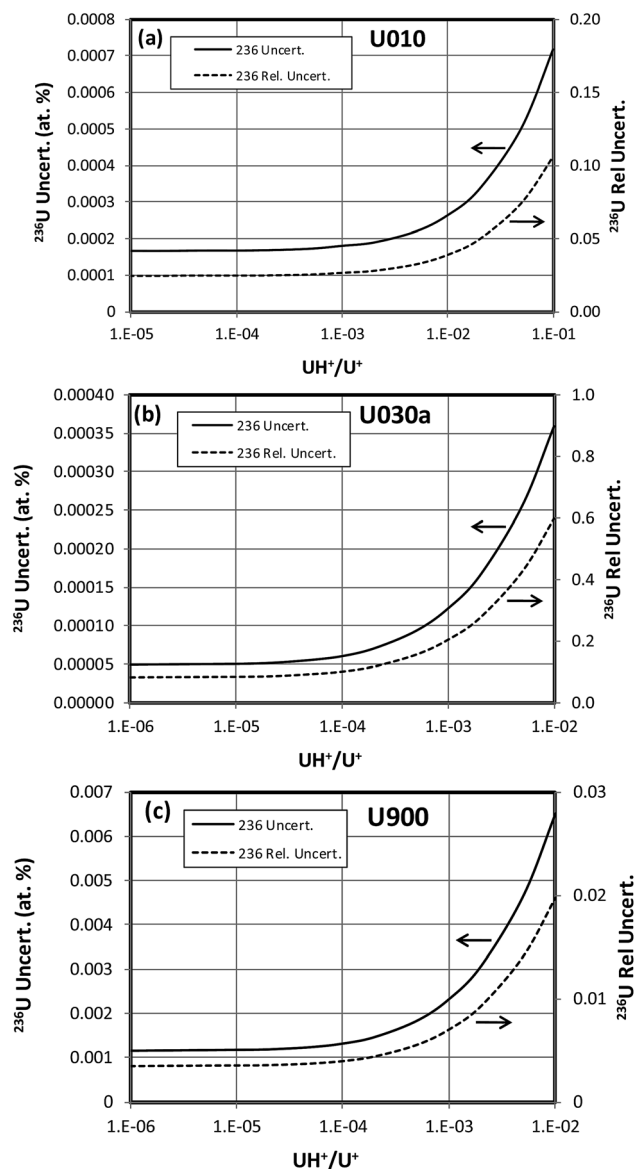 (a) U010
236 Uncert.
236 Rel. Uncert.
²³⁶U Uncert. (at. %)
²³⁶U Rel Uncert.
0.0008
0.0007
0.0006
0.0005
0.0004
0.0003
0.0002
0.0001
0
0.20
0.15
0.10
0.05
0.00
1.E-05 1.E-04 1.E-03 1.E-02 1.E-01
UH⁺/U⁺
(b) U030a
236 Uncert.
236 Rel. Uncert.
²³⁶U Uncert. (at. %)
²³⁶U Rel Uncert.
0.00040
0.00035
0.00030
0.00025
0.00020
0.00015
0.00010
0.00005
0.00000
1.0
0.8
0.6
0.4
0.2
0.0
1.E-06 1.E-05 1.E-04 1.E-03 1.E-02
UH⁺/U⁺
(c) U900
236 Uncert.
236 Rel. Uncert.
²³⁶U Uncert. (at. %)
²³⁶U Rel Uncert.
0.007
0.006
0.005
0.004
0.003
0.002
0.001
0
0.03
0.02
0.01
0
1.E-06 1.E-05 1.E-04 1.E-03 1.E-02
UH⁺/U⁺